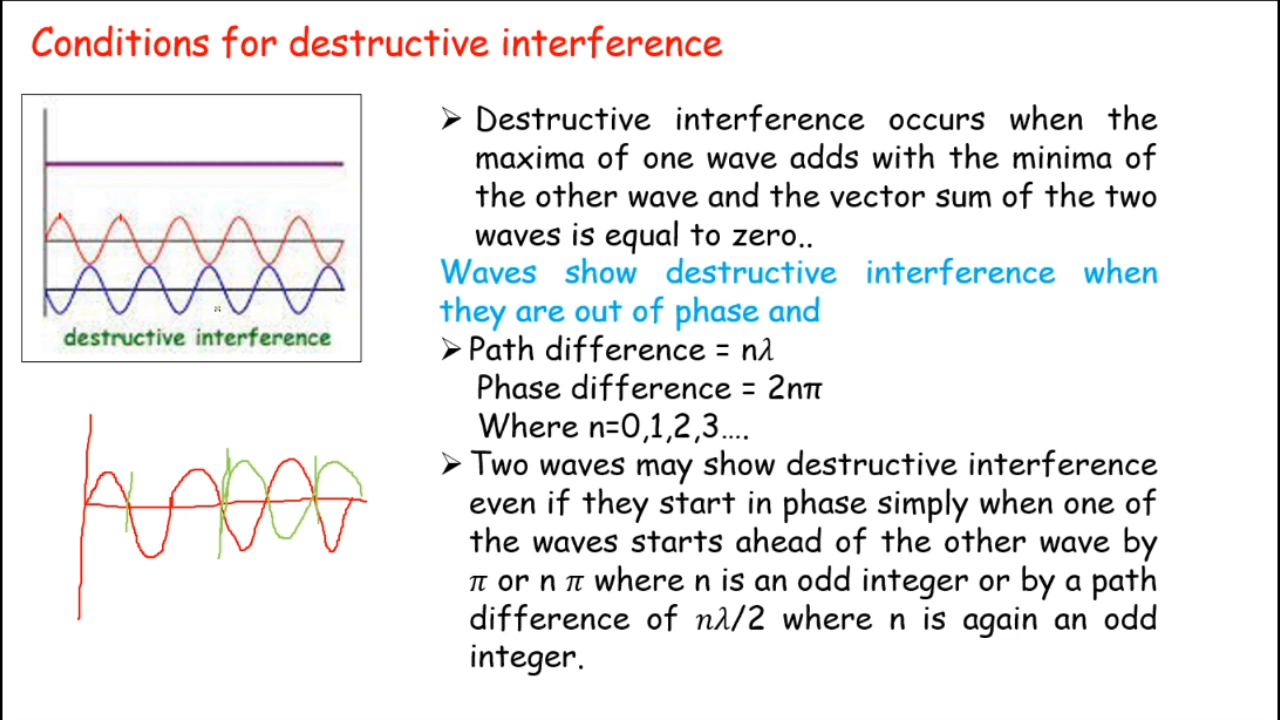 Conditions for destructive interference
destructive interference
➢ Destructive interference occurs when the
maxima of one wave adds with the minima of
the other wave and the vector sum of the two
waves is equal to zero..
Waves show destructive interference when
they are out of phase and
➢ Path difference = n𝜆
Phase difference = 2nπ
Where n=0,1,2,3….
➢ Two waves may show destructive interference
even if they start in phase simply when one of
the waves starts ahead of the other wave by
𝜋 or n 𝜋 where n is an odd integer or by a path
difference of 𝑛𝜆/2 where n is again an odd
integer.